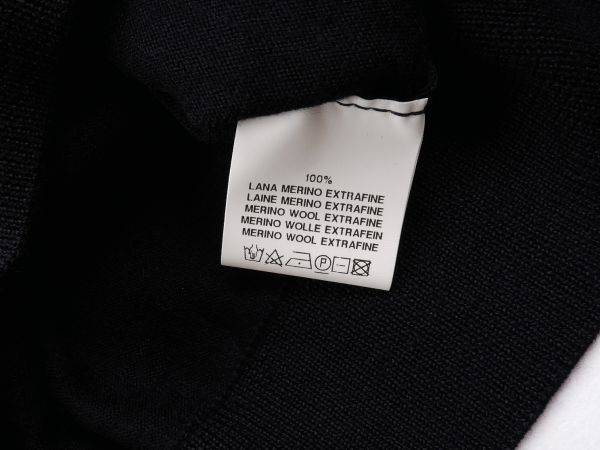 100%
LANA MERINO EXTRAFINE
LAINE MERINO EXTRAFINE
MERINO WOOL EXTRAFINE
MERINO WOLLE EXTRAFEIN
MERINO WOOL EXTRAFINE
P